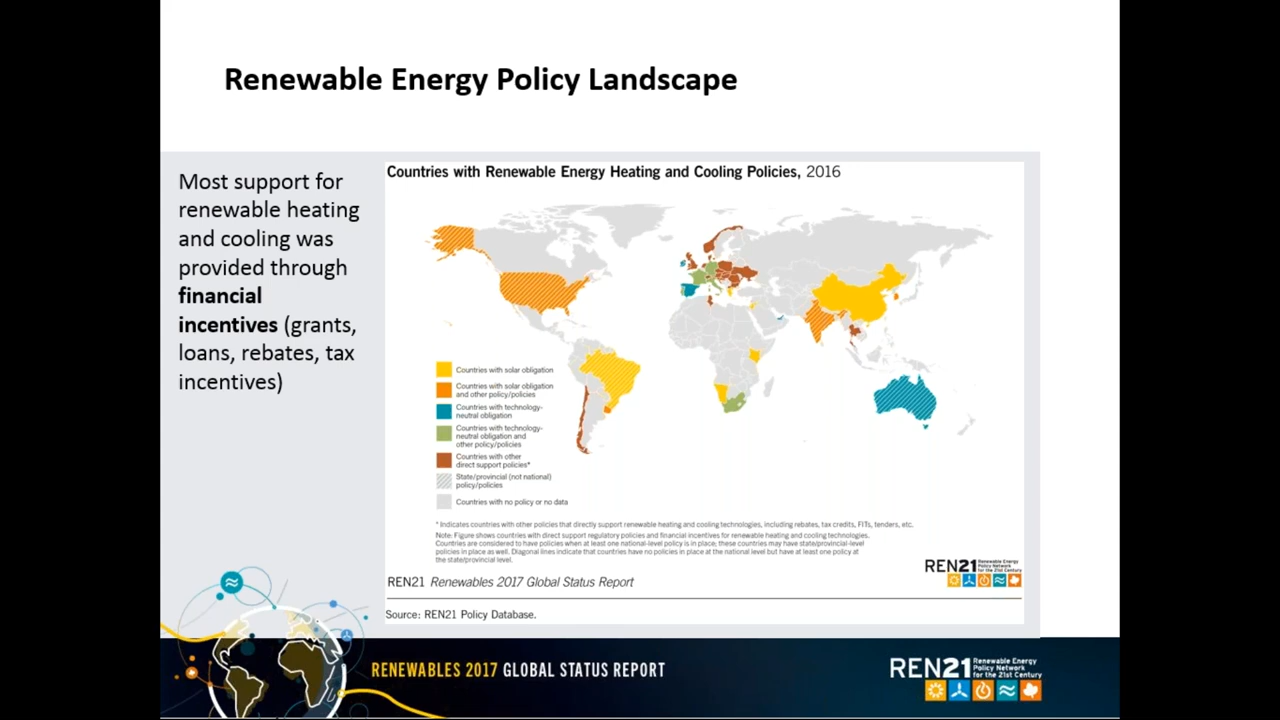 Renewable Energy Policy Landscape
Most support for
renewable heating
and cooling was
provided through
financial
incentives (grants,
loans, rebates, tax
incentives)
Countries with Renewable Energy Heating and Cooling Policies, 2016
Countries with solar obligation
Countries with solar obligation
and other policy/policies
Countries with technology-
neutral obligation
Countries with technology-
neutral obligation and
other policy/policies
Countries with other
direct support policies*
State/provincial (not national)
policy/policies
Countries with no policy or no data
* Indicates countries with other policies that directly support renewable heating and cooling technologies, including rebates, tax credits, FITs, tenders, etc.
Note: Figure shows countries with direct support regulatory policies and financial incentives for renewable heating and cooling technologies.
Countries are considered to have policies when at least one national-level policy is in place; these countries may have state/provincial-level
policies in place as well. Diagonal lines indicate that countries have no policies in place at the national level but have at least one policy at
the state/provincial level.
REN21 Renewable Energy
Policy Network
for the 21st Century
REN21 Renewables 2017 Global Status Report
Source: REN21 Policy Database.
RENEWABLES 2017 GLOBAL STATUS REPORT
REN21 Renewable Energy
Policy Network
for the 21st Century